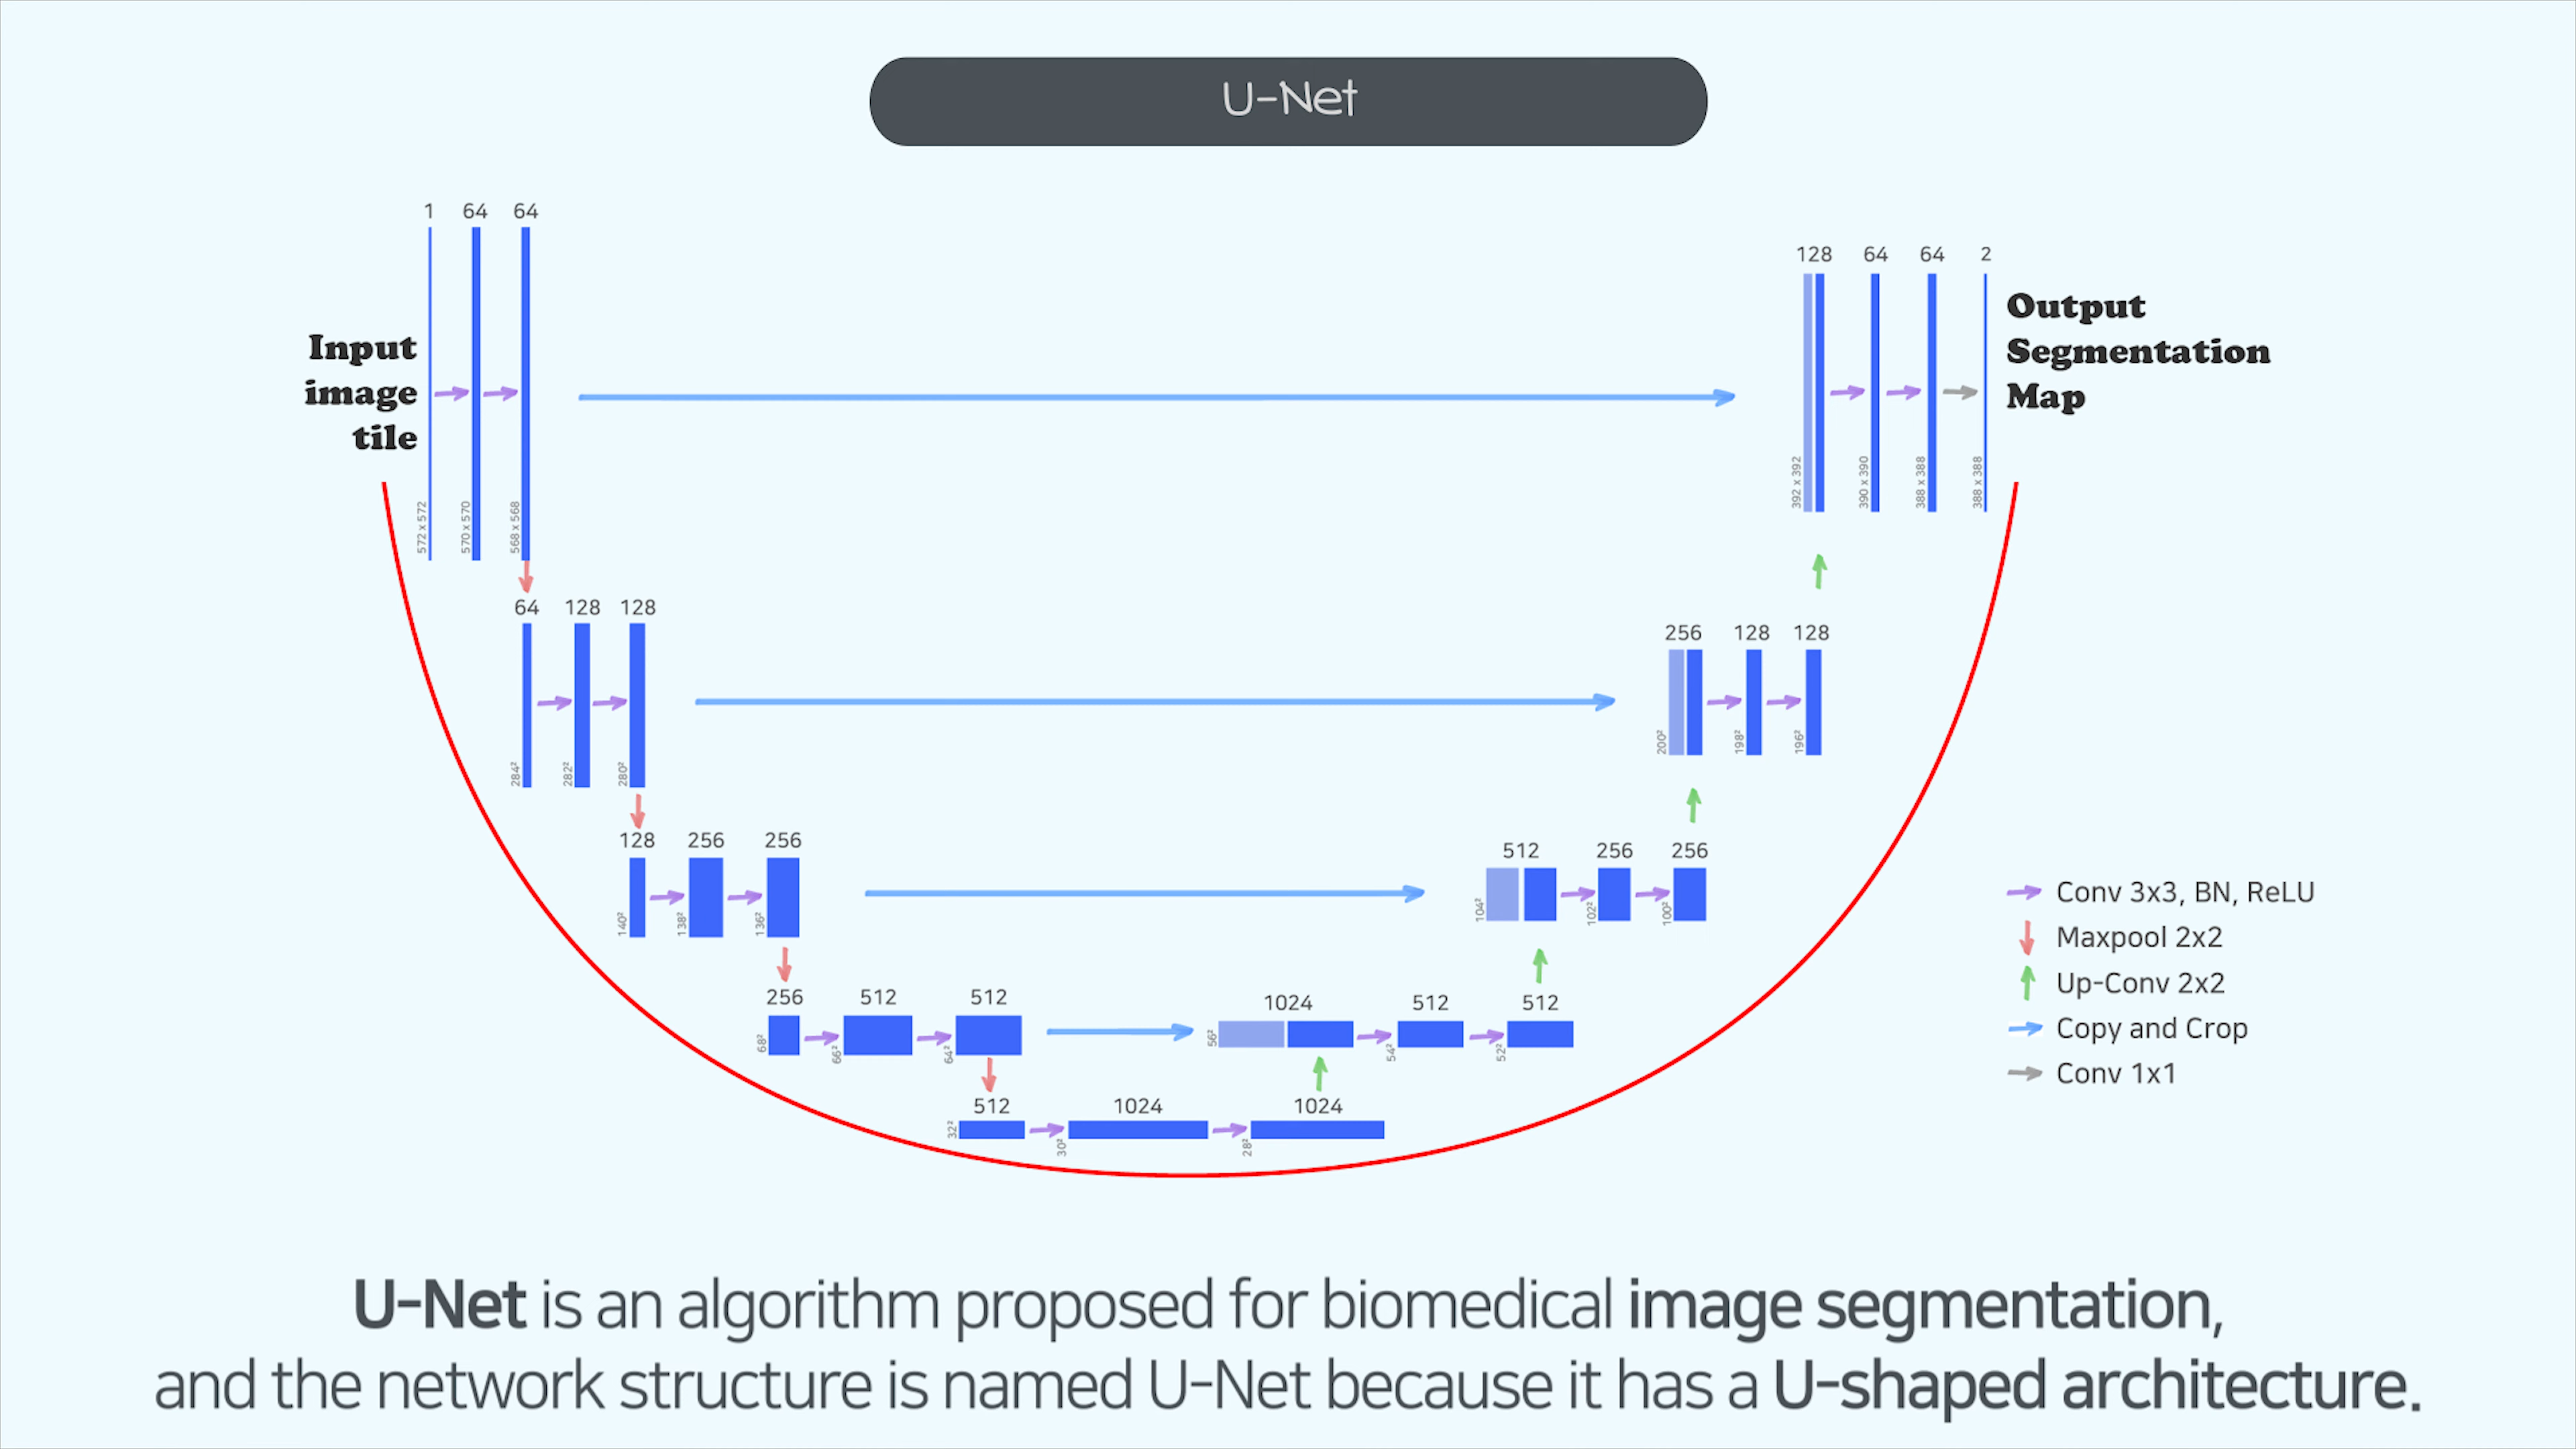 U-Net
1 64 64
128 64 64 2
Input
image
tile
Output
Segmentation
Map
572 x 572
570 x 570
568 x 568
392 x 392
390 x 390
388 x 388
388 x 388
64 128 128
256 128 128
284²
282²
280²
200²
198²
196²
128 256 256
512 256 256
140²
138²
136²
104²
102²
100²
Conv 3x3, BN, ReLU
Maxpool 2x2
Up-Conv 2x2
Copy and Crop
Conv 1x1
256 512 512
1024 512 512
68²
66²
64²
56²
54²
52²
512 1024 1024
32²
30²
28²
U-Net is an algorithm proposed for biomedical image segmentation,
and the network structure is named U-Net because it has a U-shaped architecture.